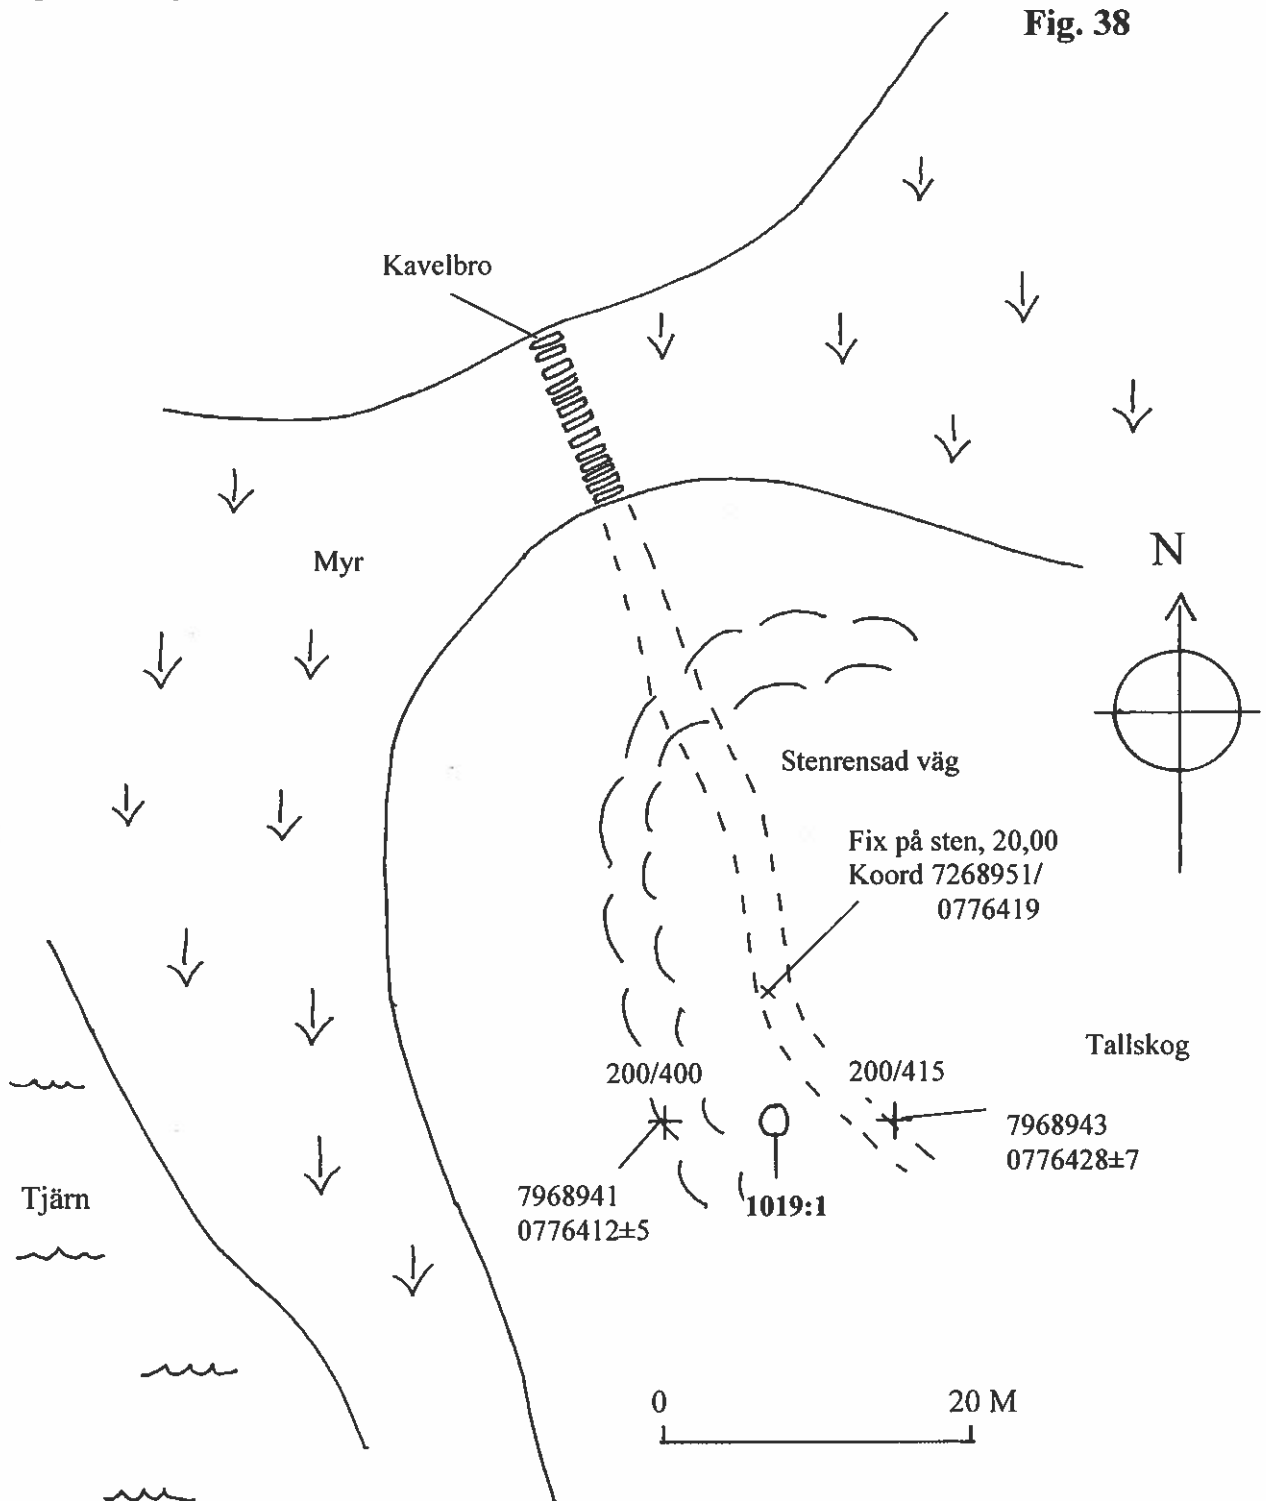 Fig. 38
Kavelbro
Myr
N
Stenrensad väg
Fix på sten, 20,00
Koord 7268951/
0776419
Tallskog
200/400
200/415
7968943
0776428±7
7968941
0776412±5
1019:1
Tjärn
0 20 M